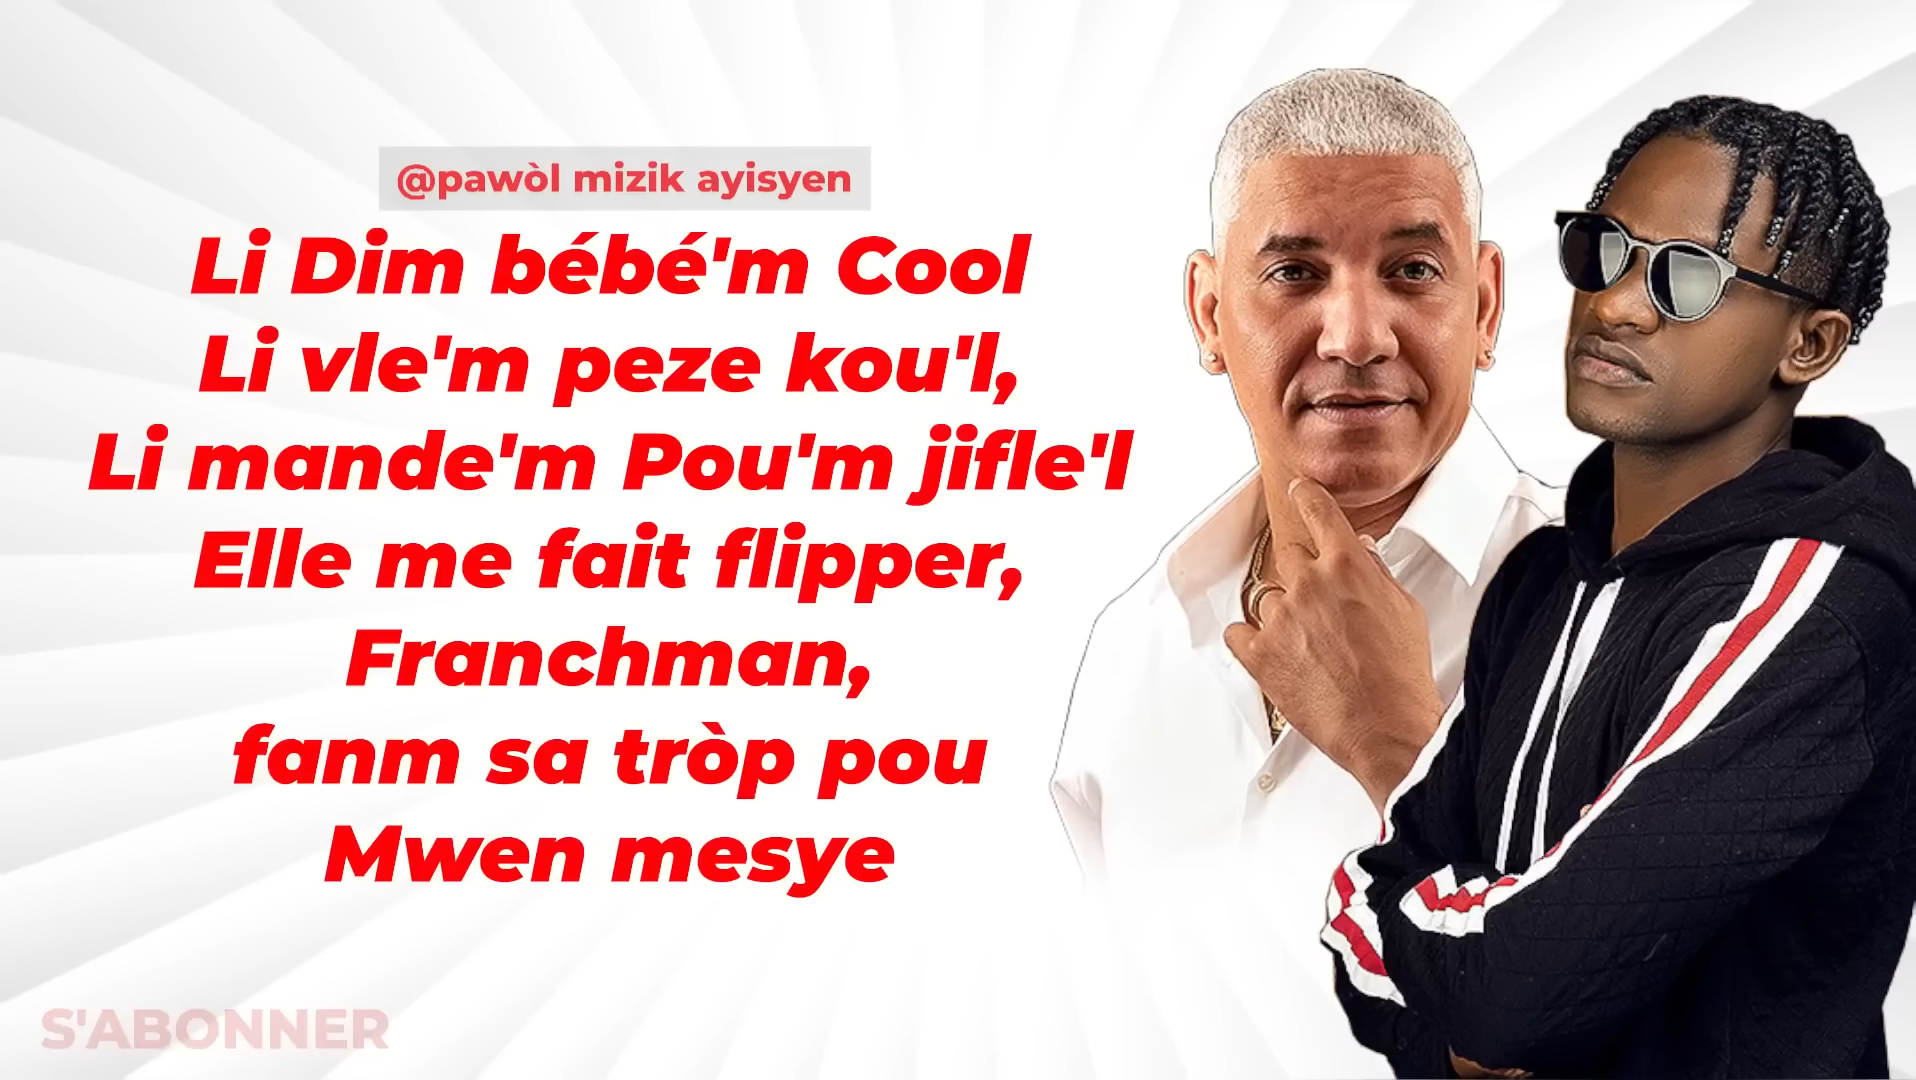 @pawòl mizik ayisyen
Li Dim bébé'm Cool
Li vle'm peze kou'l,
Li mande'm Pou'm jifle'l
Elle me fait flipper,
Franchman,
fanm sa tròp pou
Mwen mesye
S'ABONNER